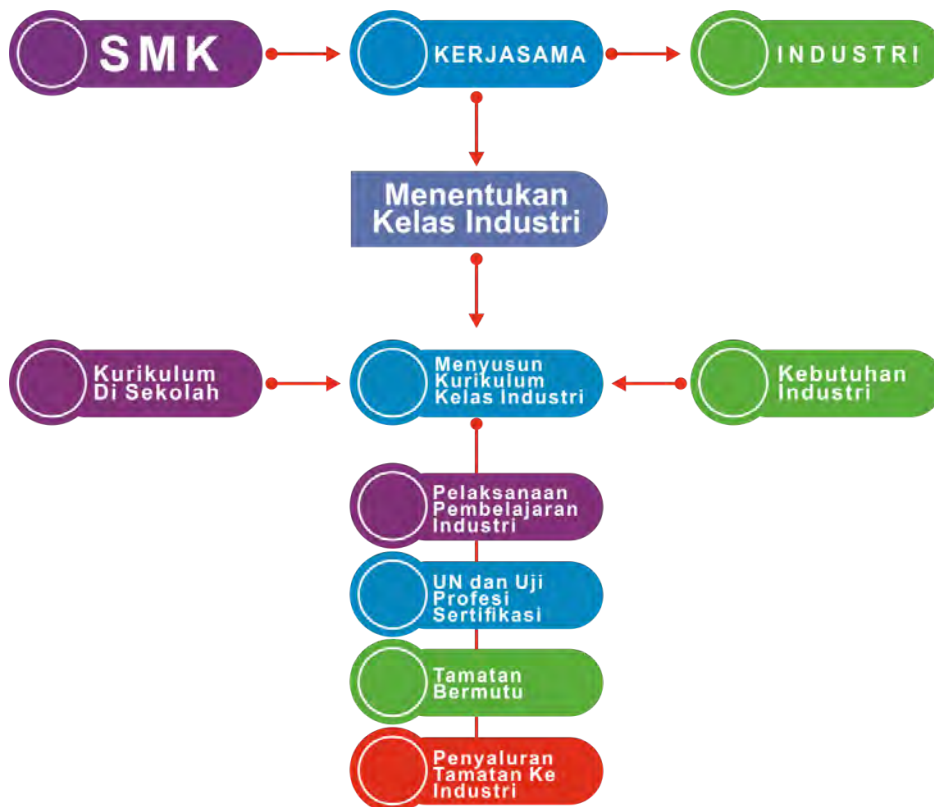 SMK
KERJASAMA
INDUSTRI
Menentukan
Kelas Industri
Kurikulum
Di Sekolah
Menyusun
Kurikulum
Kelas Industri
Kebutuhan
Industri
Pelaksanaan
Pembelajaran
Industri
UN dan Uji
Profesi
Sertifikasi
Tamatan
Bermutu
Penyaluran
Tamatan Ke
Industri